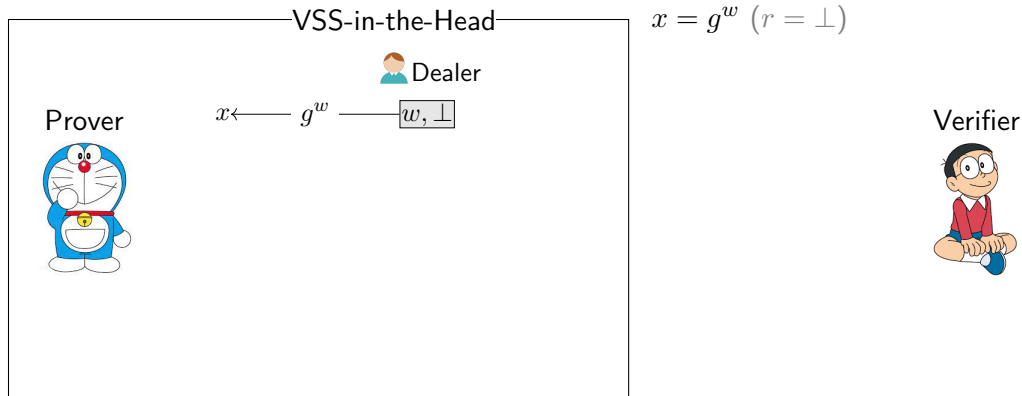 VSS-in-the-Head
x = g^w (r = ⊥)
Dealer
x ← g^w — w, ⊥
Prover
Verifier